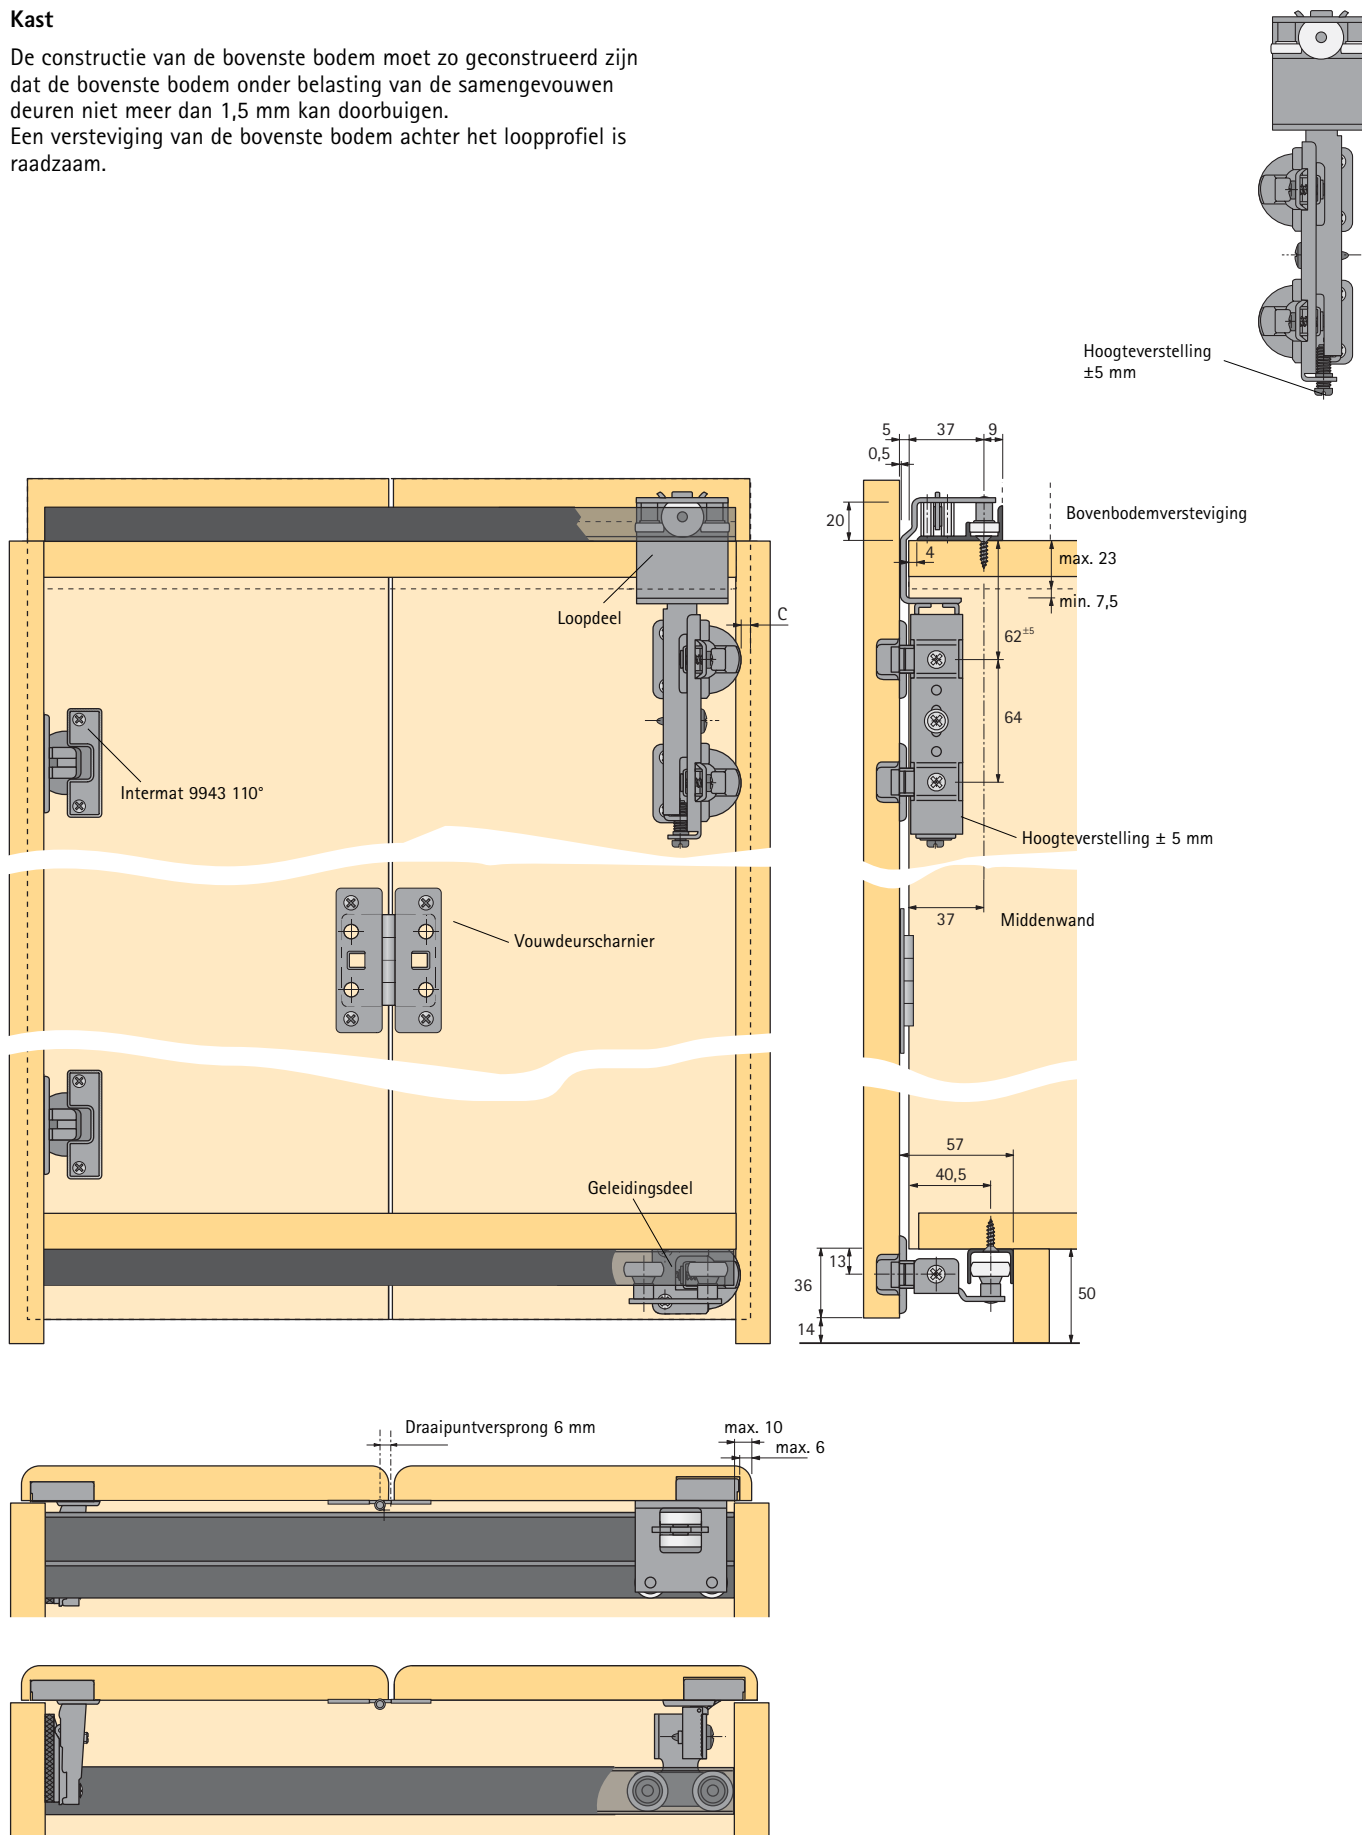 Kast
De constructie van de bovenste bodem moet zo geconstrueerd zijn
dat de bovenste bodem onder belasting van de samengevouwen
deuren niet meer dan 1,5 mm kan doorbuigen.
Een versteviging van de bovenste bodem achter het loopprofiel is
raadzaam.
Hoogteverstelling
±5 mm
5 37 9
0,5
20
Bovenbodemversteviging
4
max. 23
min. 7,5
Loopdeel
C
62±5
64
Intermat 9943 110°
Hoogteverstelling ± 5 mm
37
Middenwand
Vouwdeurscharnier
57
40,5
Geleidingsdeel
13
36
50
14
Draaipuntversprong 6 mm
max. 10
max. 6